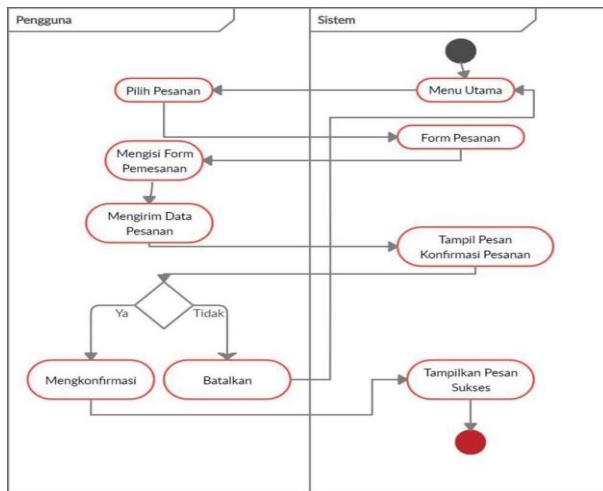 Pengguna
Sistem
Pilih Pesanan
Menu Utama
Form Pesanan
Mengisi Form
Pemesanan
Mengirim Data
Pesanan
Tampil Pesan
Konfirmasi Pesanan
Ya
Tidak
Mengkonfirmasi
Batalkan
Tampilkan Pesan
Sukses